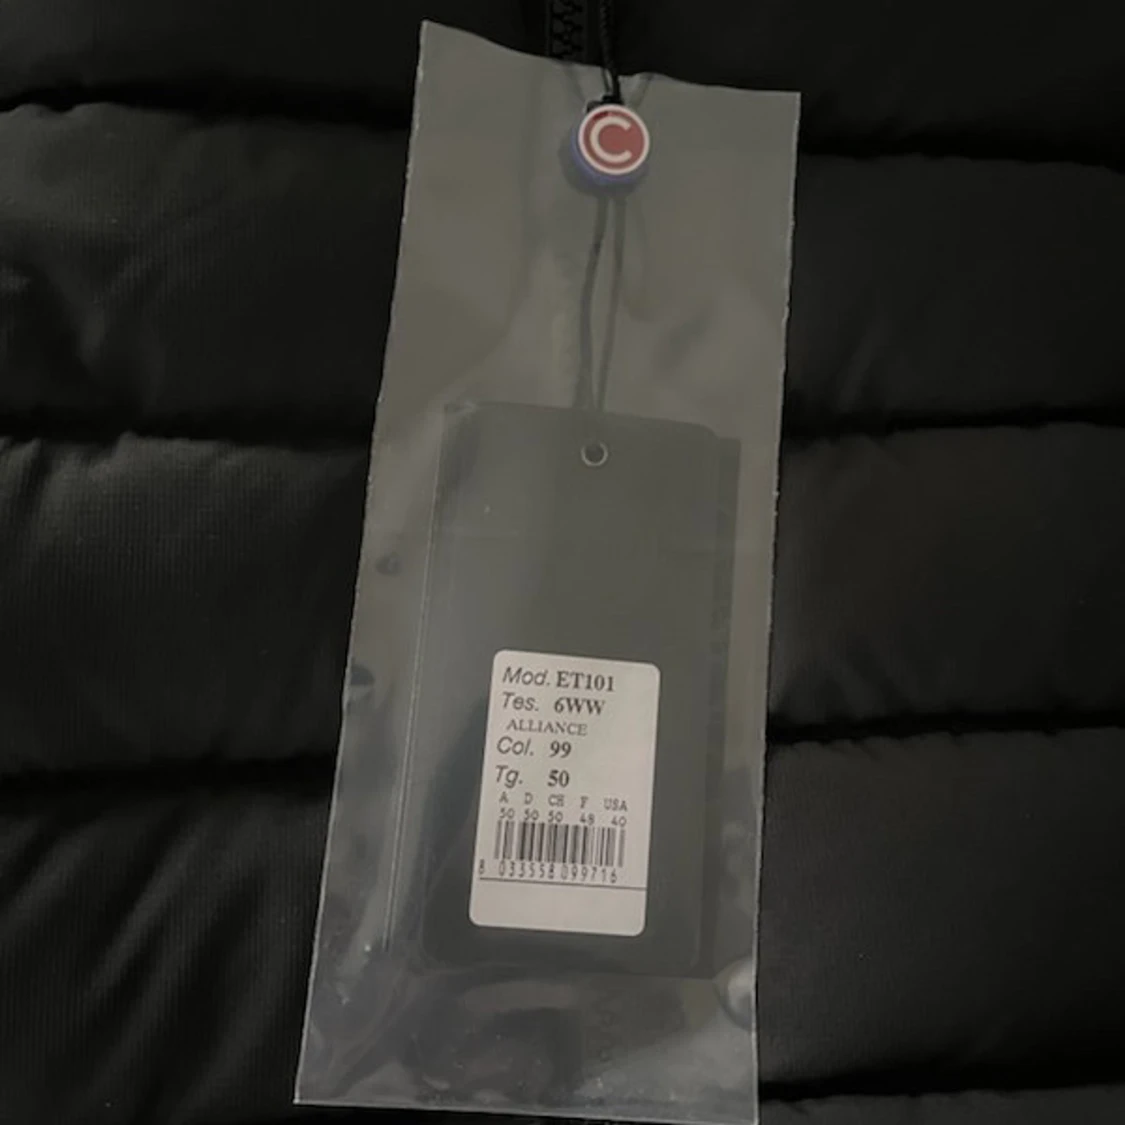 C
Mod. ET101
Tes. 6WW
ALLIANCE
Col. 99
Tg. 50
A D CH F USA
50 50 50 48 40
8 033558 099716